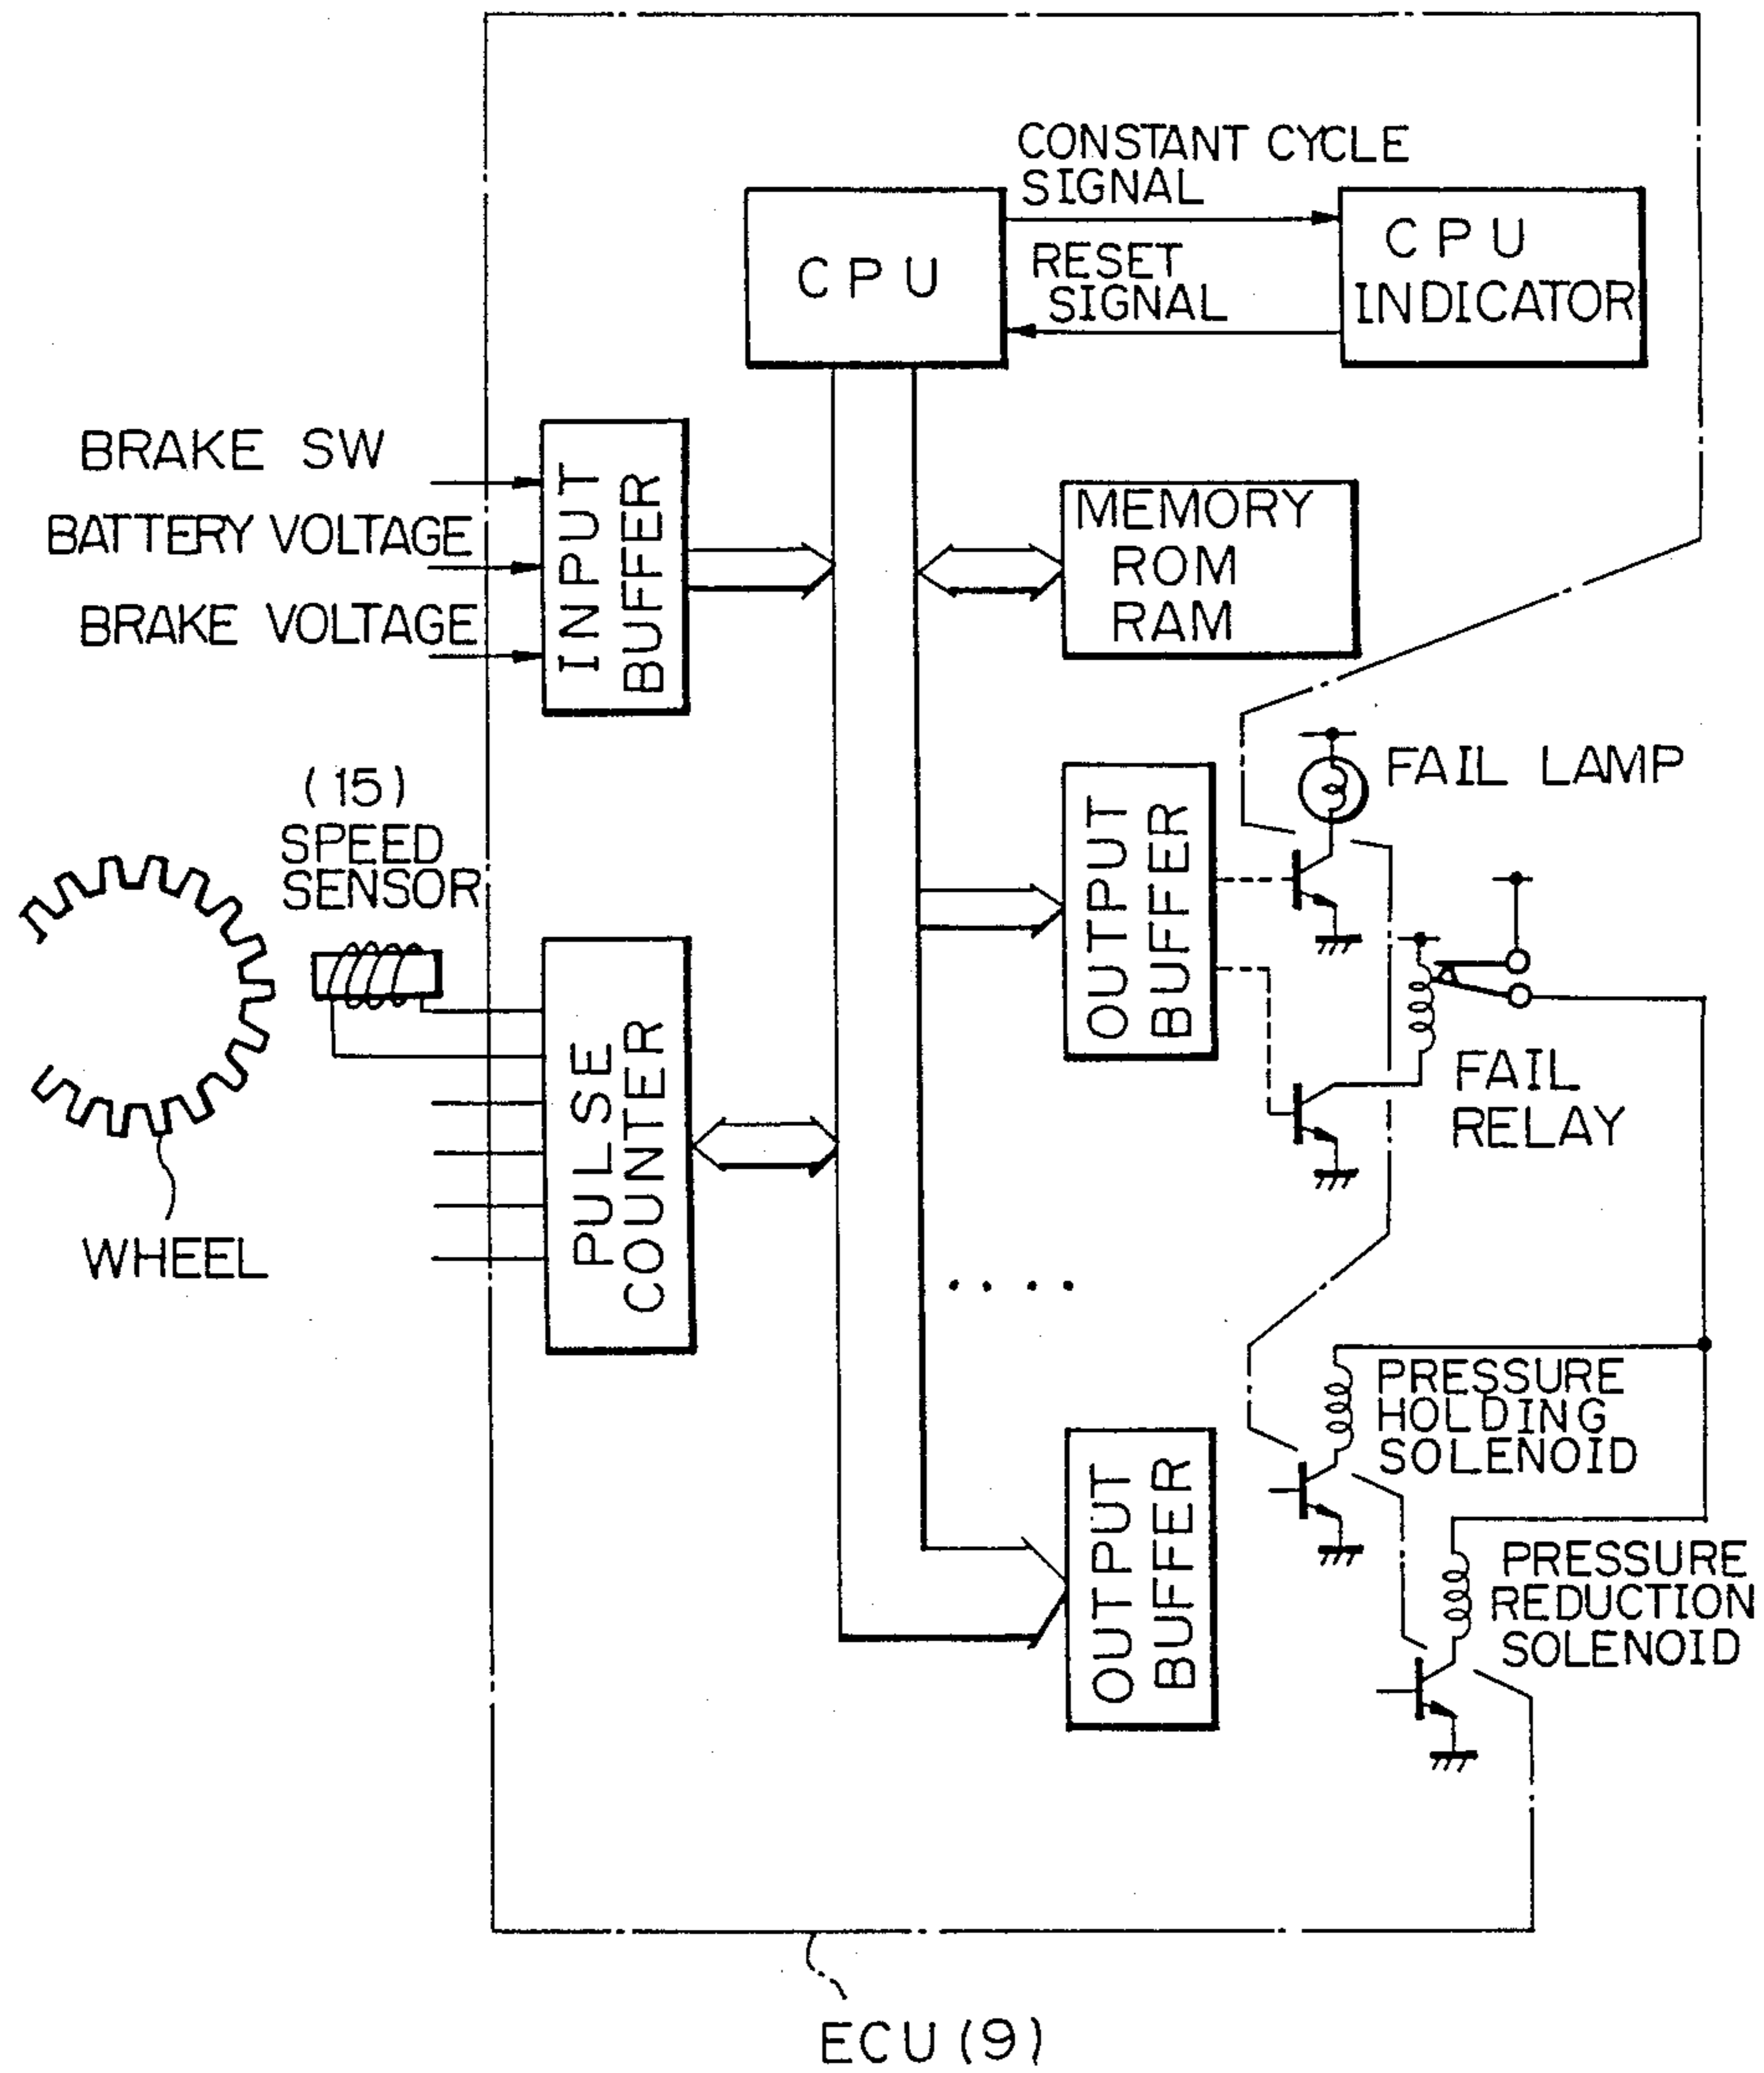 CONSTANT CYCLE
SIGNAL
CPU
RESET
SIGNAL
CPU
INDICATOR
BRAKE SW
BATTERY VOLTAGE
BRAKE VOLTAGE
INPUT
BUFFER
MEMORY
ROM
RAM
(15)
SPEED
SENSOR
WHEEL
PULSE
COUNTER
OUTPUT
BUFFER
FAIL LAMP
FAIL
RELAY
OUTPUT
BUFFER
PRESSURE
HOLDING
SOLENOID
PRESSURE
REDUCTION
SOLENOID
ECU (9)